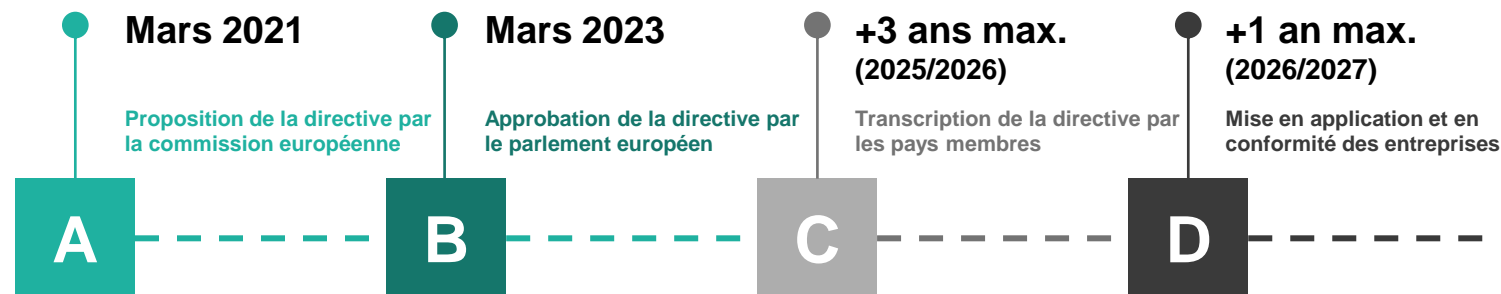 Mars 2021
Proposition de la directive par
la commission européenne
A
Mars 2023
Approbation de la directive par
le parlement européen
B
+3 ans max.
(2025/2026)
Transcription de la directive par
les pays membres
C
+1 an max.
(2026/2027)
Mise en application et en
conformité des entreprises
D